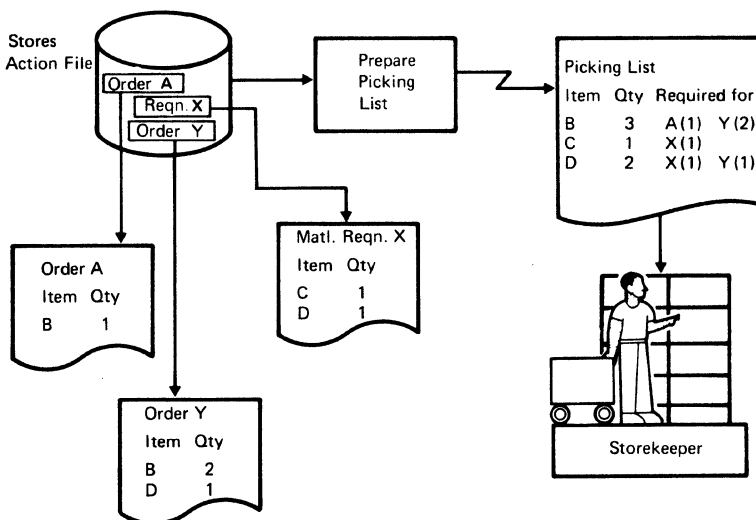 Stores
Action File
Order A
Reqn. X
Order Y
Prepare
Picking
List
Picking List
Item Qty Required for
B 3 A(1) Y(2)
C 1 X(1)
D 2 X(1) Y(1)
Order A
Item Qty
B 1
Matl. Reqn. X
Item Qty
C 1
D 1
Order Y
Item Qty
B 2
D 1
Storekeeper